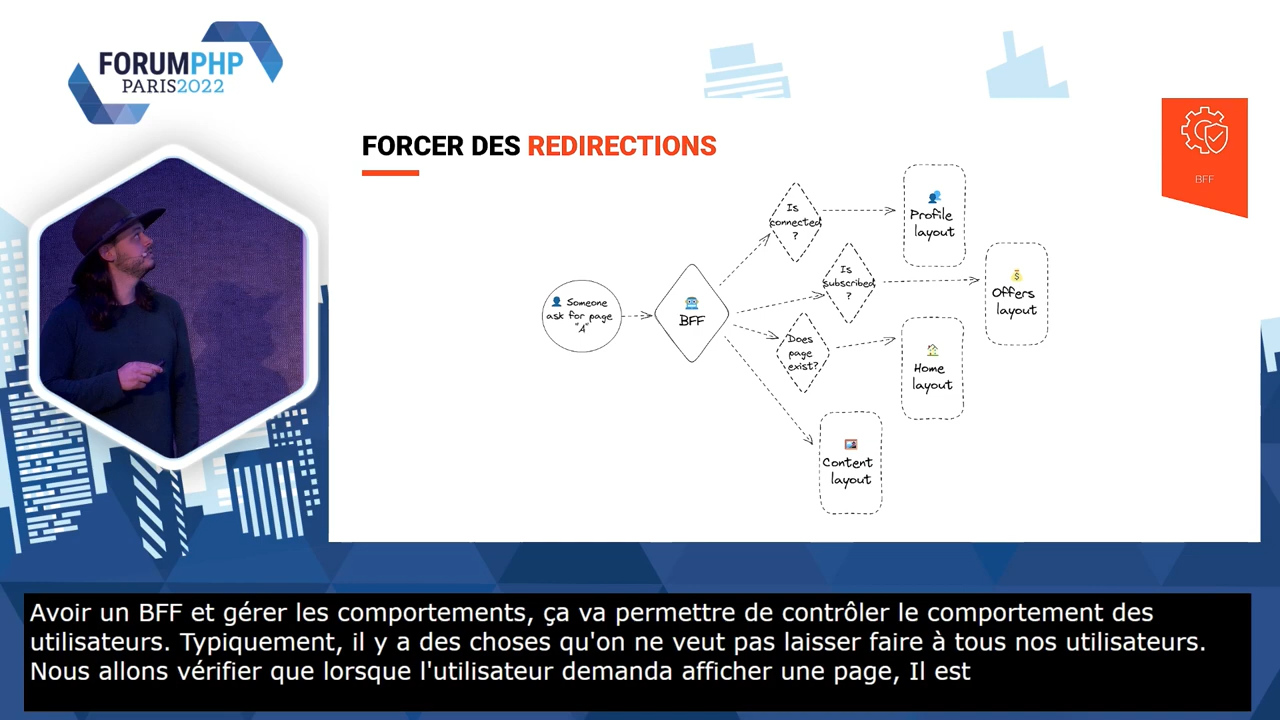 FORUMPHP
PARIS2022
FORCER DES REDIRECTIONS
BFF
Is
connected
?
Profile
layout
Is
subscribed
?
Offers
layout
Someone
ask for page
"A"
BFF
Does
page
exist?
Home
layout
Content
layout
Avoir un BFF et gérer les comportements, ça va permettre de contrôler le comportement des
utilisateurs. Typiquement, il y a des choses qu'on ne veut pas laisser faire à tous nos utilisateurs.
Nous allons vérifier que lorsque l'utilisateur demanda afficher une page, Il est